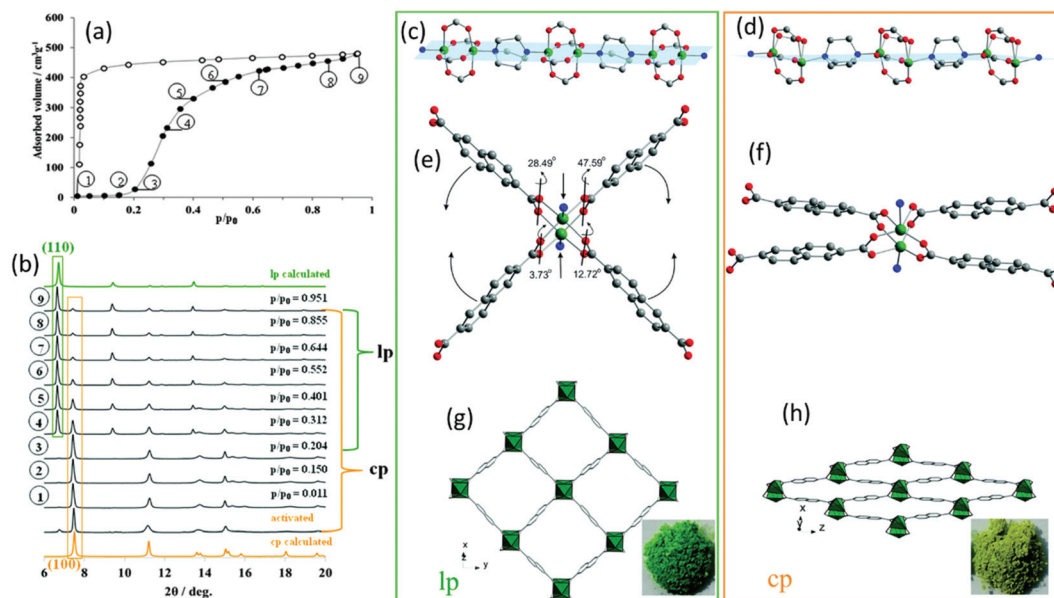 (a)
500
400
300
200
100
0
Adsorbed volume / cm³g⁻¹
1
2
3
4
5
6
7
8
9
0
0.2
0.4
0.6
0.8
1
p/p₀
(b)
(110)
lp calculated
9 p/p₀ = 0.951
8 p/p₀ = 0.855
7 p/p₀ = 0.644
6 p/p₀ = 0.552
5 p/p₀ = 0.401
4 p/p₀ = 0.312
3 p/p₀ = 0.204
2 p/p₀ = 0.150
1 p/p₀ = 0.011
activated
cp calculated
(100)
lp
cp
6 8 10 12 14 16 18 20
2θ / deg.
(c)
(e)
28.49°
47.59°
3.73°
12.72°
(g)
x
z
y
lp
(d)
(f)
(h)
x
y
z
cp